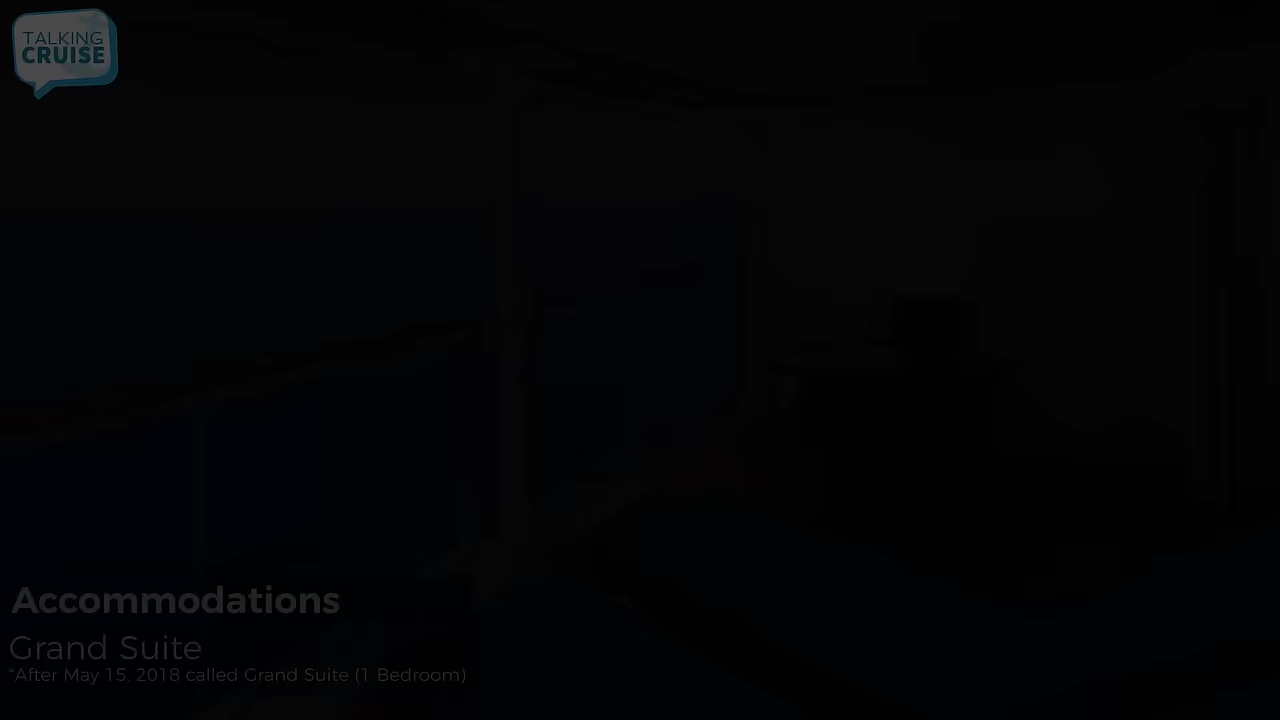 TALKING
CRUISE
Accommodations
Grand Suite
*After May 15, 2018 called Grand Suite (1 Bedroom)